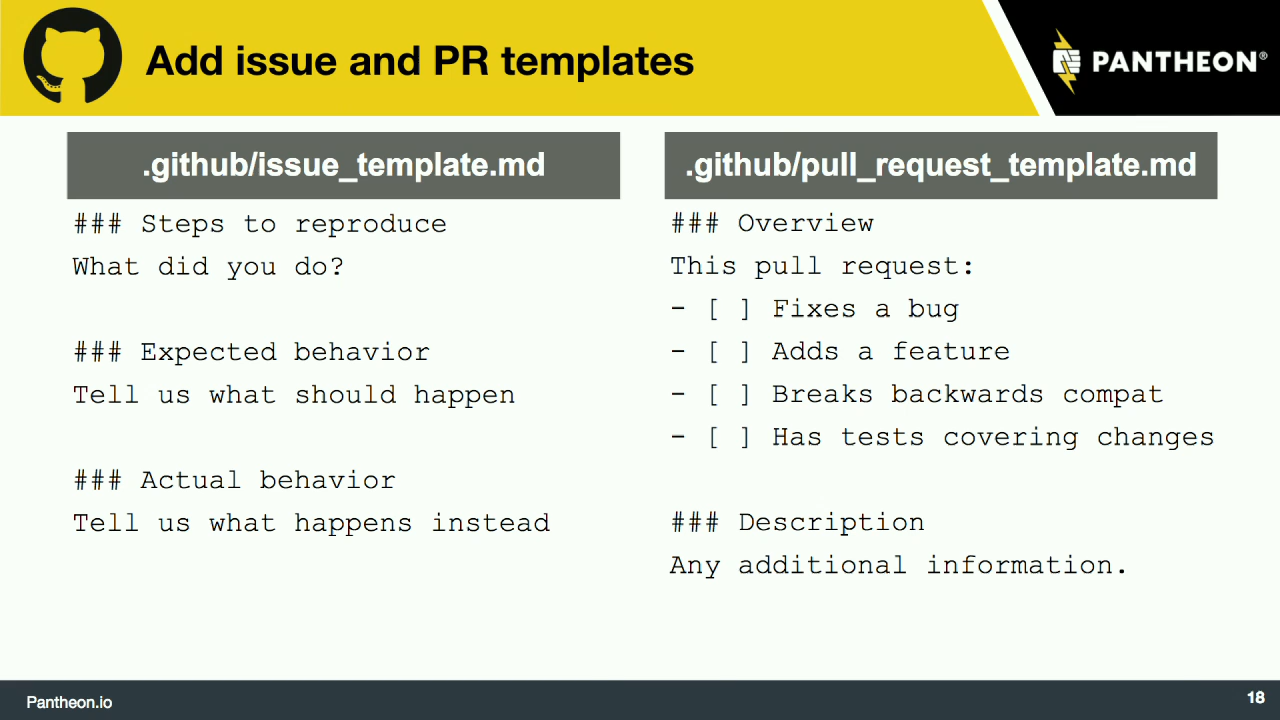 Add issue and PR templates
PANTHEON®
.github/issue_template.md
### Steps to reproduce
What did you do?
### Expected behavior
Tell us what should happen
### Actual behavior
Tell us what happens instead
.github/pull_request_template.md
### Overview
This pull request:
- [ ] Fixes a bug
- [ ] Adds a feature
- [ ] Breaks backwards compat
- [ ] Has tests covering changes
### Description
Any additional information.
Pantheon.io
18